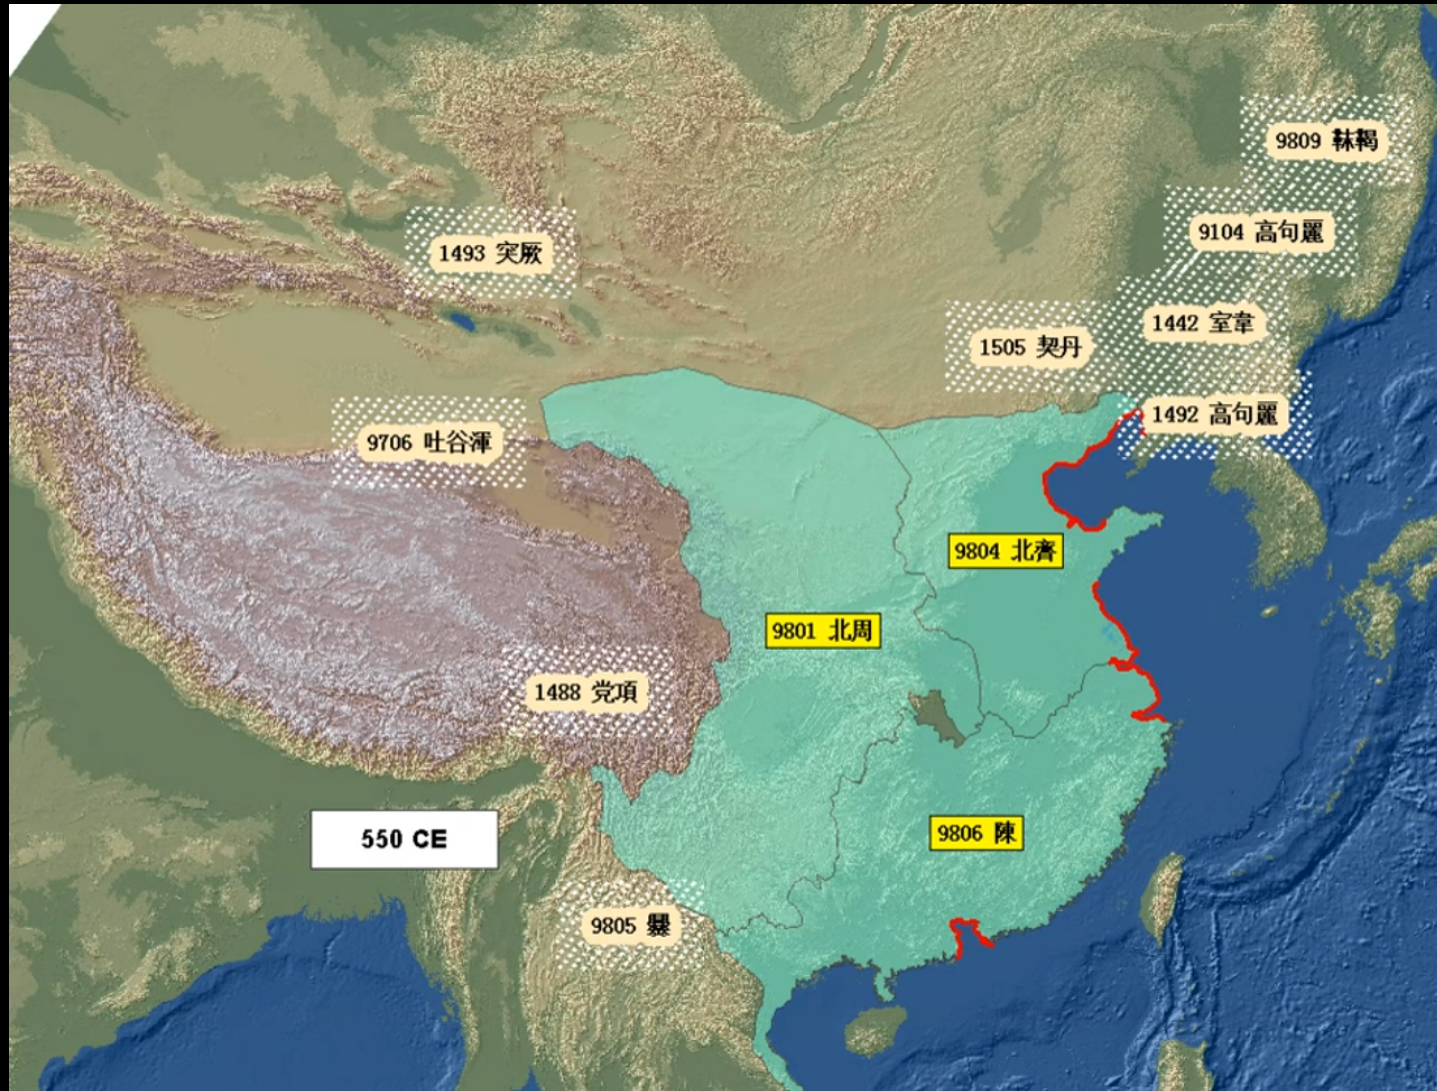 9809 靺鞨
9104 高句麗
1493 突厥
1442 室韋
1505 契丹
1492 高句麗
9706 吐谷渾
9804 北齊
9801 北周
1488 党項
9806 陳
550 CE
9805 爨